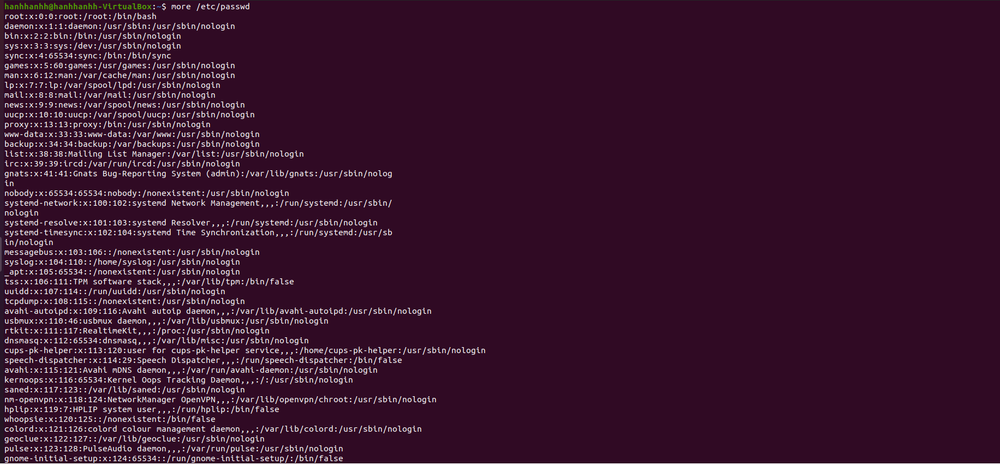 hanhhanhh@hanhhanhh-VirtualBox:~$ more /etc/passwd
root:x:0:0:root:/root:/bin/bash
daemon:x:1:1:daemon:/usr/sbin:/usr/sbin/nologin
bin:x:2:2:bin:/bin:/usr/sbin/nologin
sys:x:3:3:sys:/dev:/usr/sbin/nologin
sync:x:4:65534:sync:/bin:/bin/sync
games:x:5:60:games:/usr/games:/usr/sbin/nologin
man:x:6:12:man:/var/cache/man:/usr/sbin/nologin
lp:x:7:7:lp:/var/spool/lpd:/usr/sbin/nologin
mail:x:8:8:mail:/var/mail:/usr/sbin/nologin
news:x:9:9:news:/var/spool/news:/usr/sbin/nologin
uucp:x:10:10:uucp:/var/spool/uucp:/usr/sbin/nologin
proxy:x:13:13:proxy:/bin:/usr/sbin/nologin
www-data:x:33:33:www-data:/var/www:/usr/sbin/nologin
backup:x:34:34:backup:/var/backups:/usr/sbin/nologin
list:x:38:38:Mailing List Manager:/var/list:/usr/sbin/nologin
irc:x:39:39:ircd:/var/run/ircd:/usr/sbin/nologin
gnats:x:41:41:Gnats Bug-Reporting System (admin):/var/lib/gnats:/usr/sbin/nolog
in
nobody:x:65534:65534:nobody:/nonexistent:/usr/sbin/nologin
systemd-network:x:100:102:systemd Network Management,,,:/run/systemd:/usr/sbin/
nologin
systemd-resolve:x:101:103:systemd Resolver,,,:/run/systemd:/usr/sbin/nologin
systemd-timesync:x:102:104:systemd Time Synchronization,,,:/run/systemd:/usr/sb
in/nologin
messagebus:x:103:106::/nonexistent:/usr/sbin/nologin
syslog:x:104:110::/home/syslog:/usr/sbin/nologin
_apt:x:105:65534::/nonexistent:/usr/sbin/nologin
tss:x:106:111:TPM software stack,,,:/var/lib/tpm:/bin/false
uuidd:x:107:114::/run/uuidd:/usr/sbin/nologin
tcpdump:x:108:115::/nonexistent:/usr/sbin/nologin
avahi-autoipd:x:109:116:Avahi autoip daemon,,,:/var/lib/avahi-autoipd:/usr/sbin/nologin
usbmux:x:110:46:usbmux daemon,,,:/var/lib/usbmux:/usr/sbin/nologin
rtkit:x:111:117:RealtimeKit,,,:/proc:/usr/sbin/nologin
dnsmasq:x:112:65534:dnsmasq,,,:/var/lib/misc:/usr/sbin/nologin
cups-pk-helper:x:113:120:user for cups-pk-helper service,,,:/home/cups-pk-helper:/usr/sbin/nologin
speech-dispatcher:x:114:29:Speech Dispatcher,,,:/run/speech-dispatcher:/bin/false
avahi:x:115:121:Avahi mDNS daemon,,,:/var/run/avahi-daemon:/usr/sbin/nologin
kernoops:x:116:65534:Kernel Oops Tracking Daemon,,,:/:/usr/sbin/nologin
saned:x:117:123::/var/lib/saned:/usr/sbin/nologin
nm-openvpn:x:118:124:NetworkManager OpenVPN,,,:/var/lib/openvpn/chroot:/usr/sbin/nologin
hplip:x:119:7:HPLIP system user,,,:/run/hplip:/bin/false
whoopsie:x:120:125::/nonexistent:/bin/false
colord:x:121:126:colord colour management daemon,,,:/var/lib/colord:/usr/sbin/nologin
geoclue:x:122:127::/var/lib/geoclue:/usr/sbin/nologin
pulse:x:123:128:PulseAudio daemon,,,:/var/run/pulse:/usr/sbin/nologin
gnome-initial-setup:x:124:65534::/run/gnome-initial-setup/:/bin/false